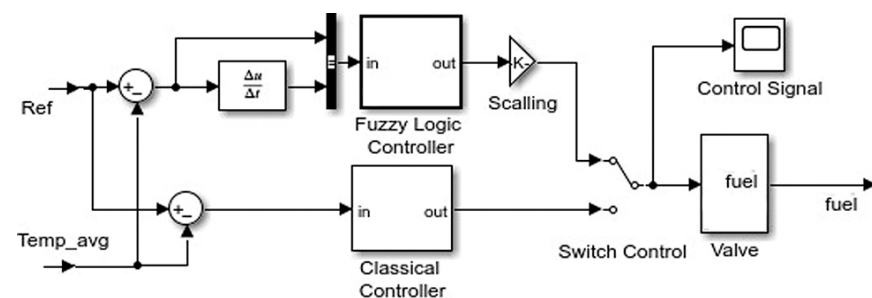 Ref
+-
Δu
Δt
in
out
Fuzzy Logic
Controller
-K-
Scalling
Control Signal
Temp_avg
+-
in
out
Classical
Controller
Switch Control
fuel
Valve
fuel